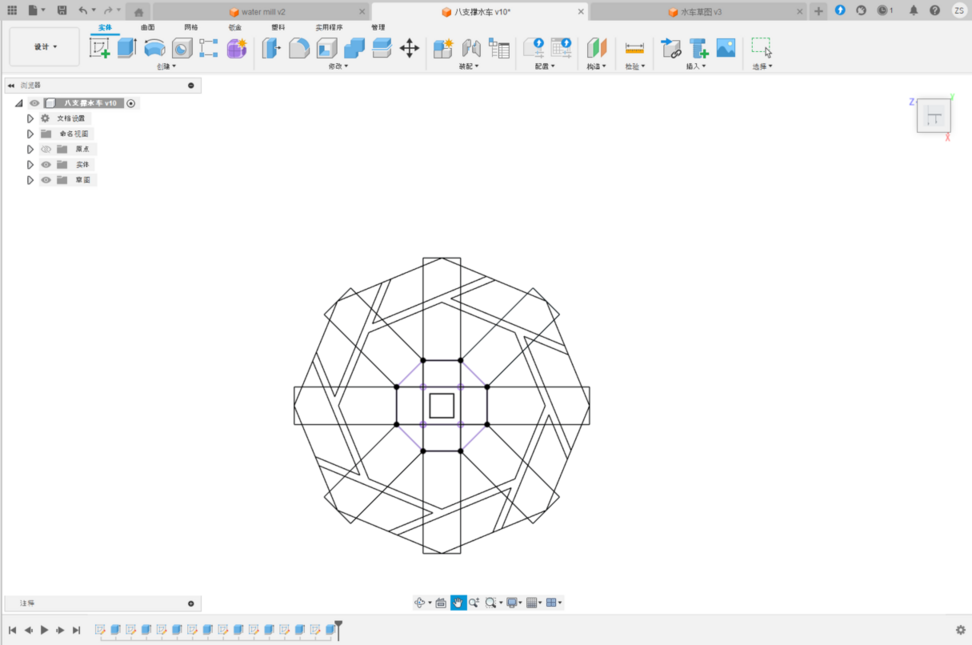 water mill v2
八支撑水车 v10*
水车草图 v3
1
ZS
实体
曲面
网格
钣金
塑料
实用程序
管理
设计
创建
修改
装配
配置
构造
检验
插入
选择
浏览器
八支撑水车 v10
文档设置
命名视图
原点
实体
草图
Z
Y
X
注释